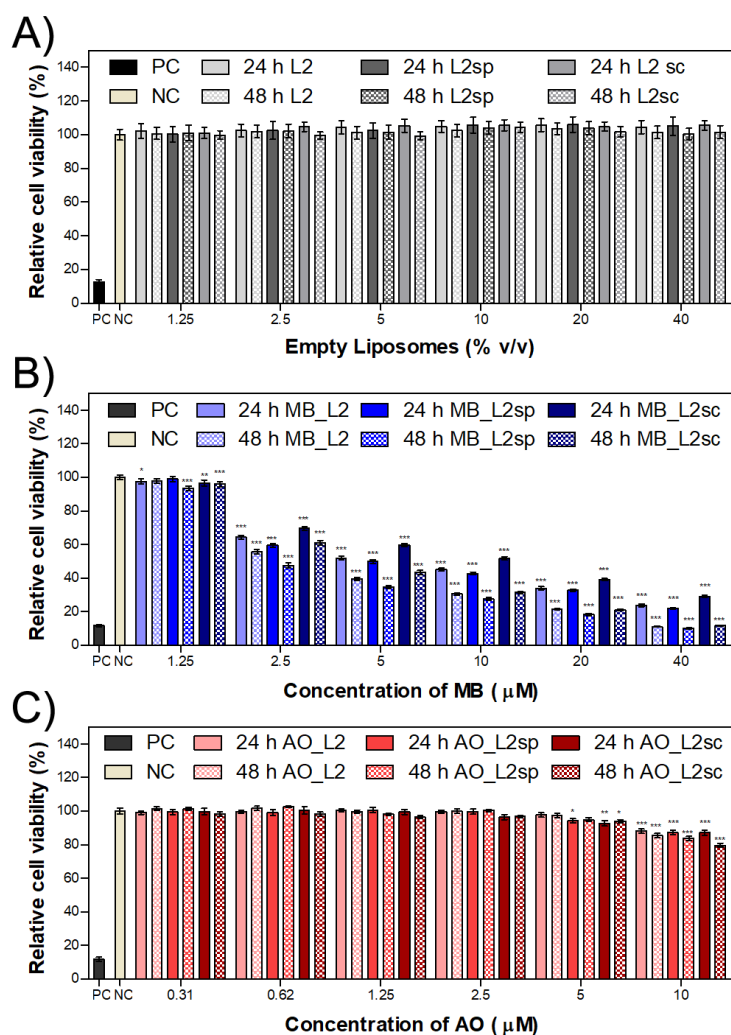 A)
PC 24 h L2 24 h L2sp 24 h L2 sc
NC 48 h L2 48 h L2sp 48 h L2sc
Relative cell viability (%)
140
120
100
80
60
40
20
0
PC NC 1.25 2.5 5 10 20 40
Empty Liposomes (% v/v)
B)
PC 24 h MB_L2 24 h MB_L2sp 24 h MB_L2sc
NC 48 h MB_L2 48 h MB_L2sp 48 h MB_L2sc
Relative cell viability (%)
140
120
100
80
60
40
20
0
* *** ** ***
*** *** *** *** *** ***
*** *** *** *** *** ***
*** *** *** *** *** ***
*** *** *** *** *** ***
*** *** *** *** *** ***
PC NC 1.25 2.5 5 10 20 40
Concentration of MB ( μM)
C)
PC 24 h AO_L2 24 h AO_L2sp 24 h AO_L2sc
NC 48 h AO_L2 48 h AO_L2sp 48 h AO_L2sc
Relative cell viability (%)
140
120
100
80
60
40
20
0
* ** *
*** *** *** *** *** ***
PC NC 0.31 0.62 1.25 2.5 5 10
Concentration of AO (μM)